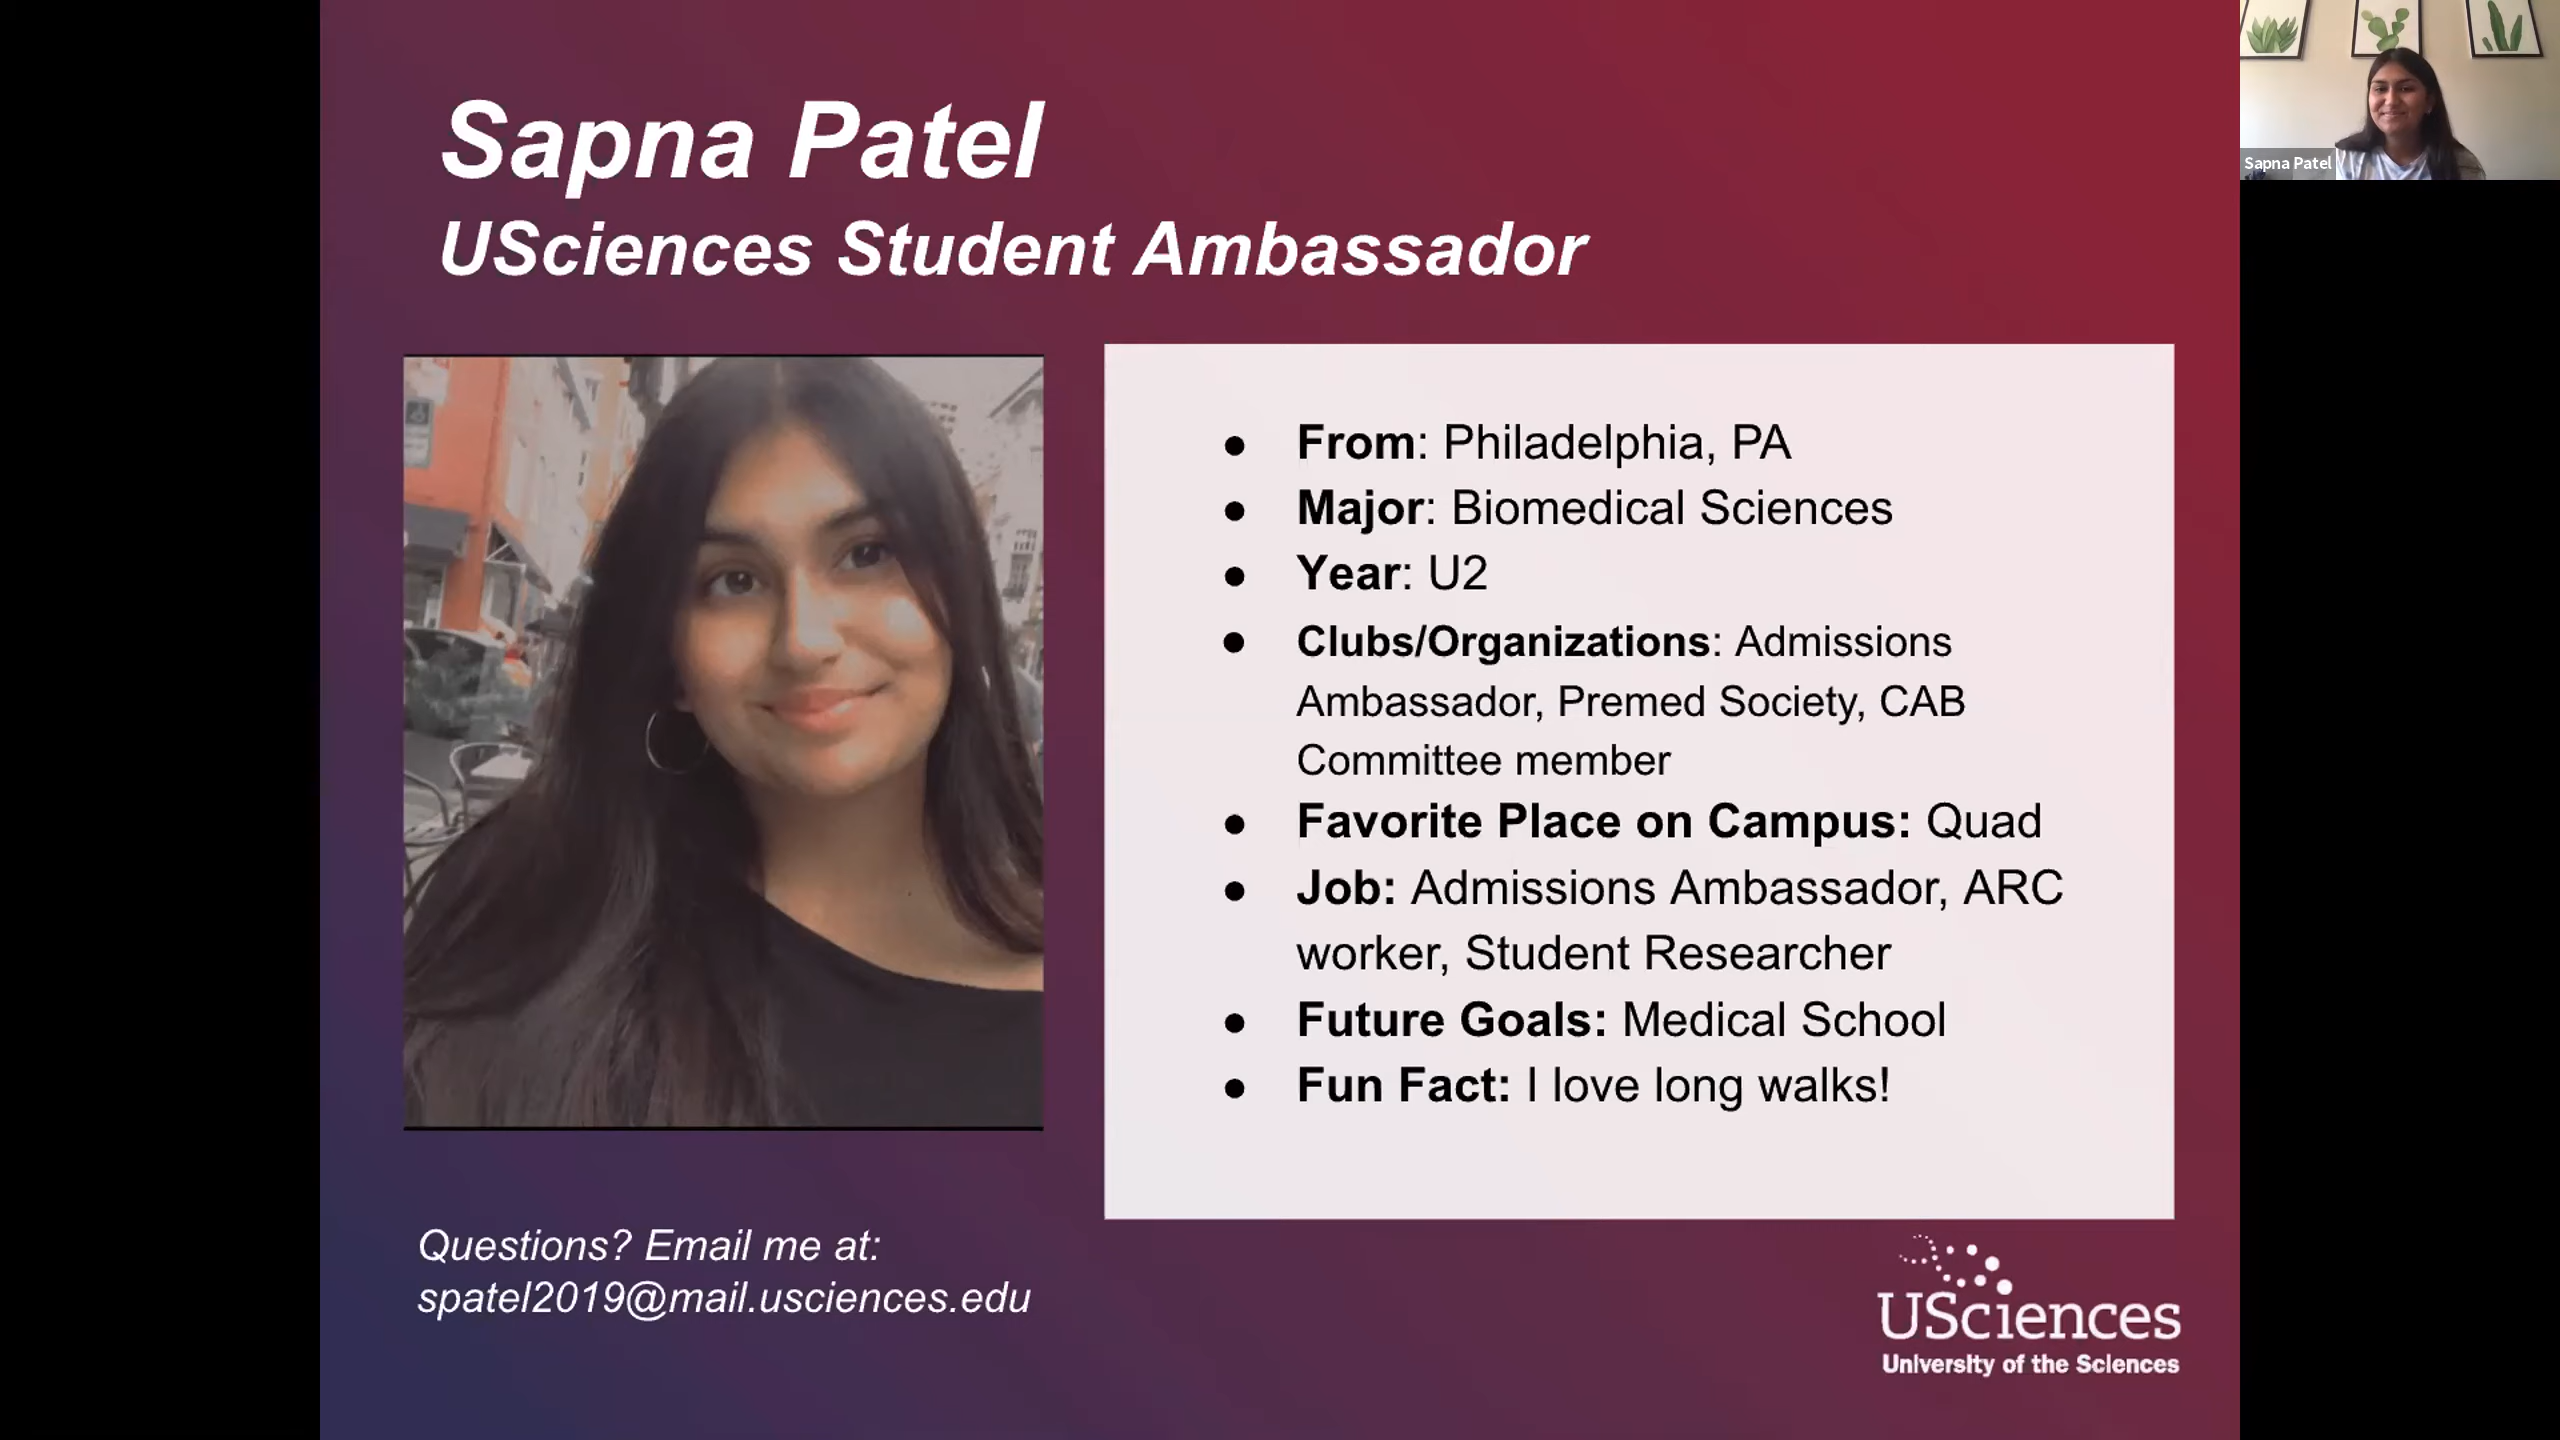 Sapna Patel
USciences Student Ambassador
● From: Philadelphia, PA
● Major: Biomedical Sciences
● Year: U2
● Clubs/Organizations: Admissions
Ambassador, Premed Society, CAB
Committee member
● Favorite Place on Campus: Quad
● Job: Admissions Ambassador, ARC
worker, Student Researcher
● Future Goals: Medical School
● Fun Fact: I love long walks!
Questions? Email me at:
spatel2019@mail.usciences.edu
USciences
University of the Sciences
Sapna Patel